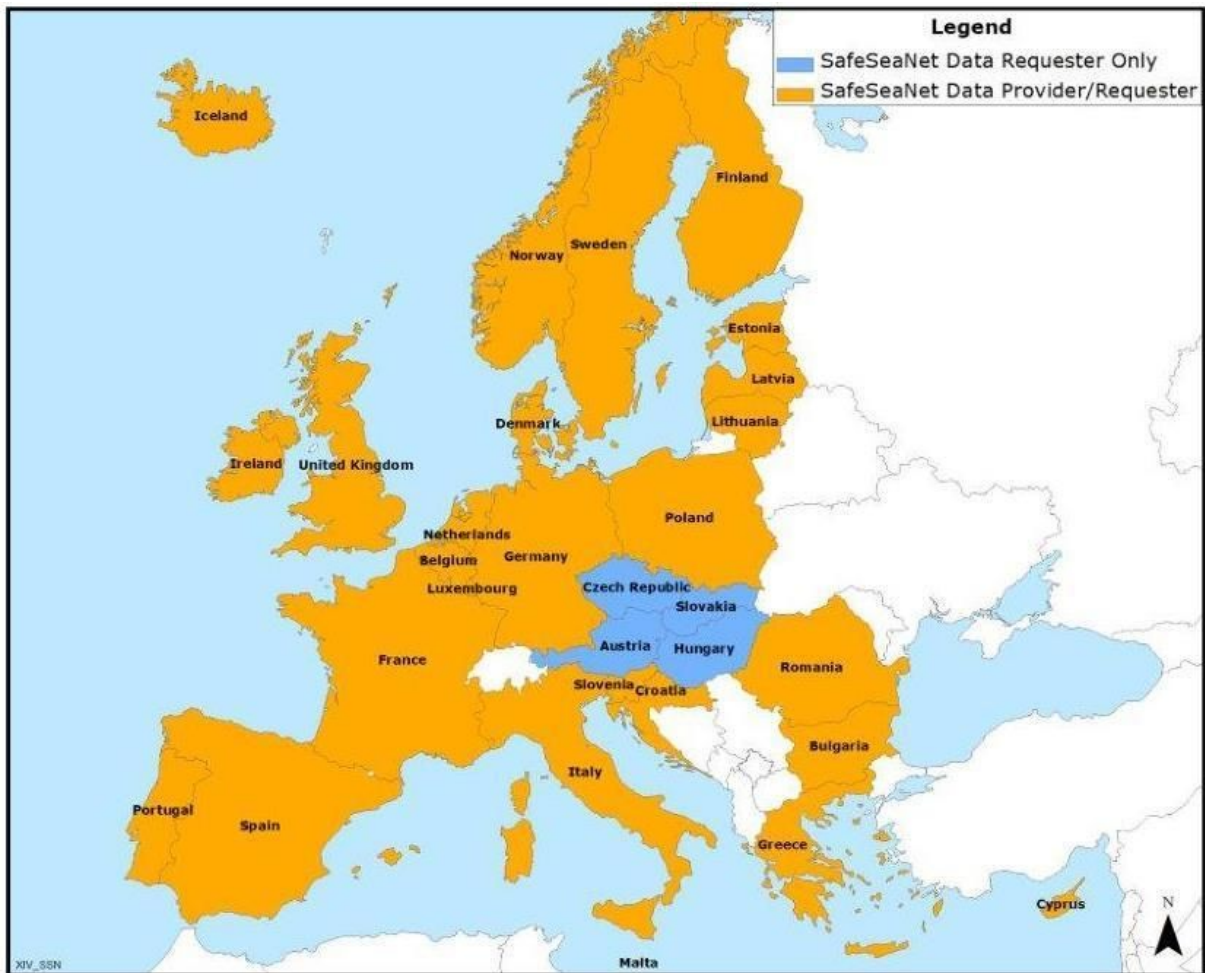 Legend
SafeSeaNet Data Requester Only
SafeSeaNet Data Provider/Requester
Iceland
Finland
Sweden
Norway
Estonia
Latvia
Lithuania
Denmark
Ireland
United Kingdom
Poland
Netherlands
Germany
Belgium
Luxembourg
Czech Republic
Slovakia
Austria
Hungary
France
Romania
Slovenia
Croatia
Bulgaria
Italy
Portugal
Spain
Greece
Cyprus
N
Malta
XIV_SSN